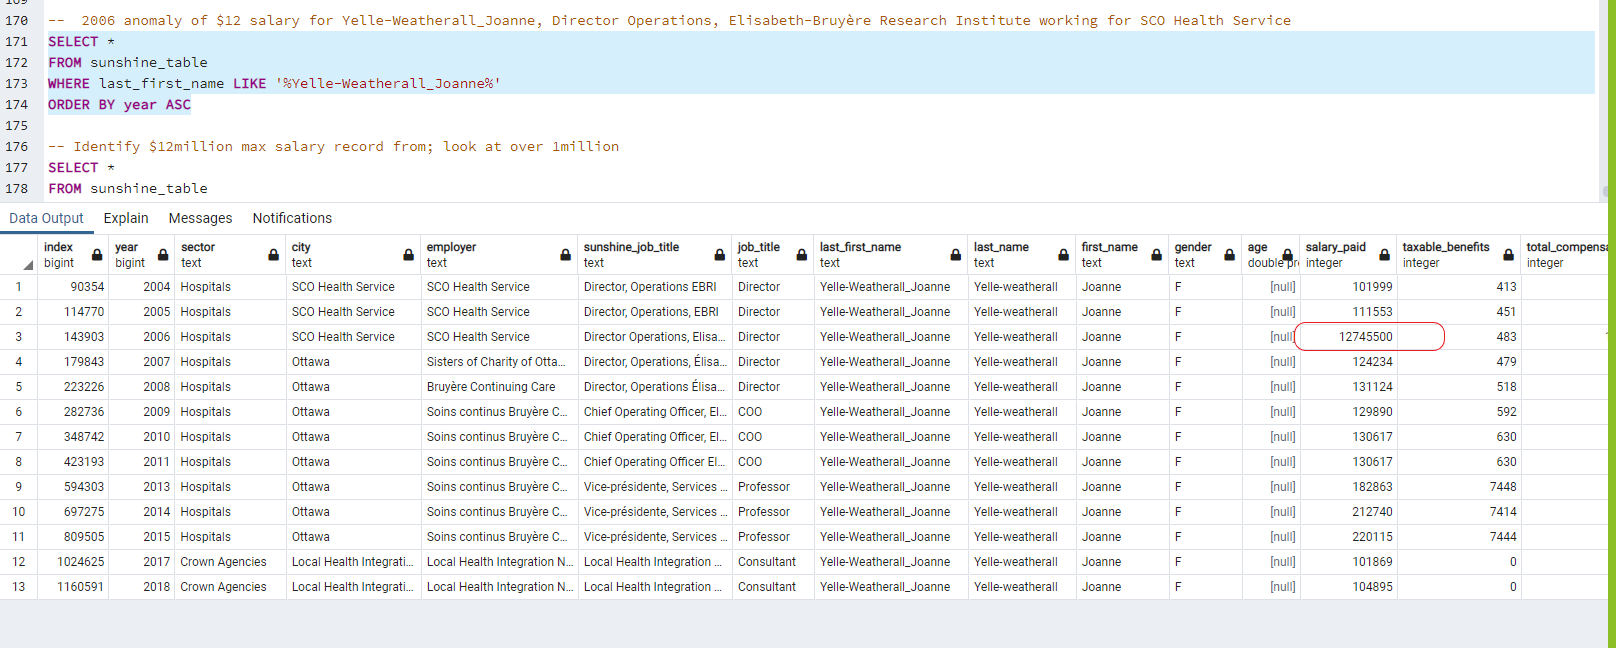 169
170 -- 2006 anomaly of $12 salary for Yelle-Weatherall_Joanne, Director Operations, Elisabeth-Bruyère Research Institute working for SCO Health Service
171 SELECT *
172 FROM sunshine_table
173 WHERE last_first_name LIKE '%Yelle-Weatherall_Joanne%'
174 ORDER BY year ASC
175
176 -- Identify $12million max salary record from; look at over 1million
177 SELECT *
178 FROM sunshine_table
Data Output Explain Messages Notifications
index year sector city employer sunshine_job_title job_title last_first_name last_name first_name gender age salary_paid taxable_benefits total_compensa
bigint bigint text text text text text text text text text double pre integer integer integer
1 90354 2004 Hospitals SCO Health Service SCO Health Service Director, Operations EBRI Director Yelle-Weatherall_Joanne Yelle-weatherall Joanne F [null] 101999 413
2 114770 2005 Hospitals SCO Health Service SCO Health Service Director, Operations, EBRI Director Yelle-Weatherall_Joanne Yelle-weatherall Joanne F [null] 111553 451
3 143903 2006 Hospitals SCO Health Service SCO Health Service Director Operations, Elisa... Director Yelle-Weatherall_Joanne Yelle-weatherall Joanne F [null] 12745500 483
4 179843 2007 Hospitals Ottawa Sisters of Charity of Otta... Director, Operations, Élisa... Director Yelle-Weatherall_Joanne Yelle-weatherall Joanne F [null] 124234 479
5 223226 2008 Hospitals Ottawa Bruyère Continuing Care Director, Operations Élisa... Director Yelle-Weatherall_Joanne Yelle-weatherall Joanne F [null] 131124 518
6 282736 2009 Hospitals Ottawa Soins continus Bruyère C... Chief Operating Officer, El... COO Yelle-Weatherall_Joanne Yelle-weatherall Joanne F [null] 129890 592
7 348742 2010 Hospitals Ottawa Soins continus Bruyère C... Chief Operating Officer, El... COO Yelle-Weatherall_Joanne Yelle-weatherall Joanne F [null] 130617 630
8 423193 2011 Hospitals Ottawa Soins continus Bruyère C... Chief Operating Officer El... COO Yelle-Weatherall_Joanne Yelle-weatherall Joanne F [null] 130617 630
9 594303 2013 Hospitals Ottawa Soins continus Bruyère C... Vice-présidente, Services ... Professor Yelle-Weatherall_Joanne Yelle-weatherall Joanne F [null] 182863 7448
10 697275 2014 Hospitals Ottawa Soins continus Bruyère C... Vice-présidente, Services ... Professor Yelle-Weatherall_Joanne Yelle-weatherall Joanne F [null] 212740 7414
11 809505 2015 Hospitals Ottawa Soins continus Bruyère C... Vice-présidente, Services ... Professor Yelle-Weatherall_Joanne Yelle-weatherall Joanne F [null] 220115 7444
12 1024625 2017 Crown Agencies Local Health Integrati... Local Health Integration N... Local Health Integration ... Consultant Yelle-Weatherall_Joanne Yelle-weatherall Joanne F [null] 101869 0
13 1160591 2018 Crown Agencies Local Health Integrati... Local Health Integration N... Local Health Integration ... Consultant Yelle-Weatherall_Joanne Yelle-weatherall Joanne F [null] 104895 0